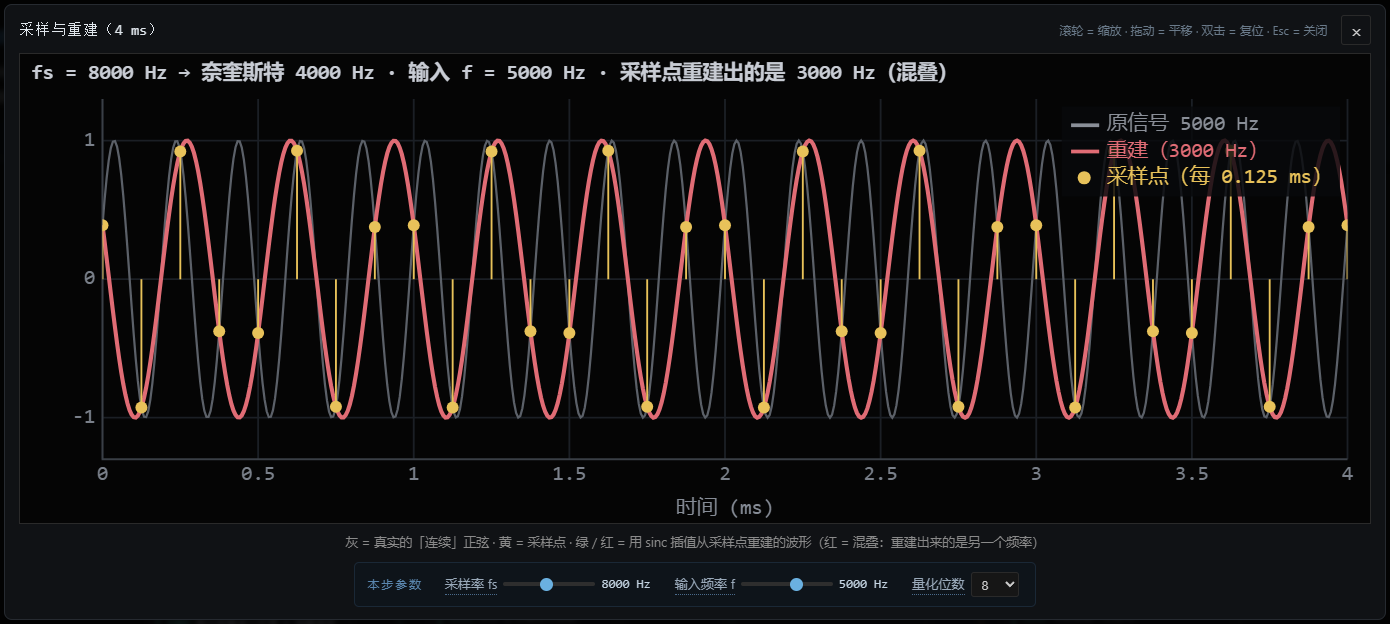 采样与重建（4 ms）
滚轮 = 缩放 · 拖动 = 平移 · 双击 = 复位 · Esc = 关闭
×
fs = 8000 Hz → 奈奎斯特 4000 Hz · 输入 f = 5000 Hz · 采样点重建出的是 3000 Hz (混叠)
原信号 5000 Hz
重建（3000 Hz）
采样点（每 0.125 ms）
1
0
-1
0 0.5 1 1.5 2 2.5 3 3.5 4
时间（ms）
灰 = 真实的「连续」正弦 · 黄 = 采样点 · 绿 / 红 = 用 sinc 插值从采样点重建的波形（红 = 混叠：重建出来的是另一个频率）
本步参数 采样率 fs 8000 Hz 输入频率 f 5000 Hz 量化位数 8